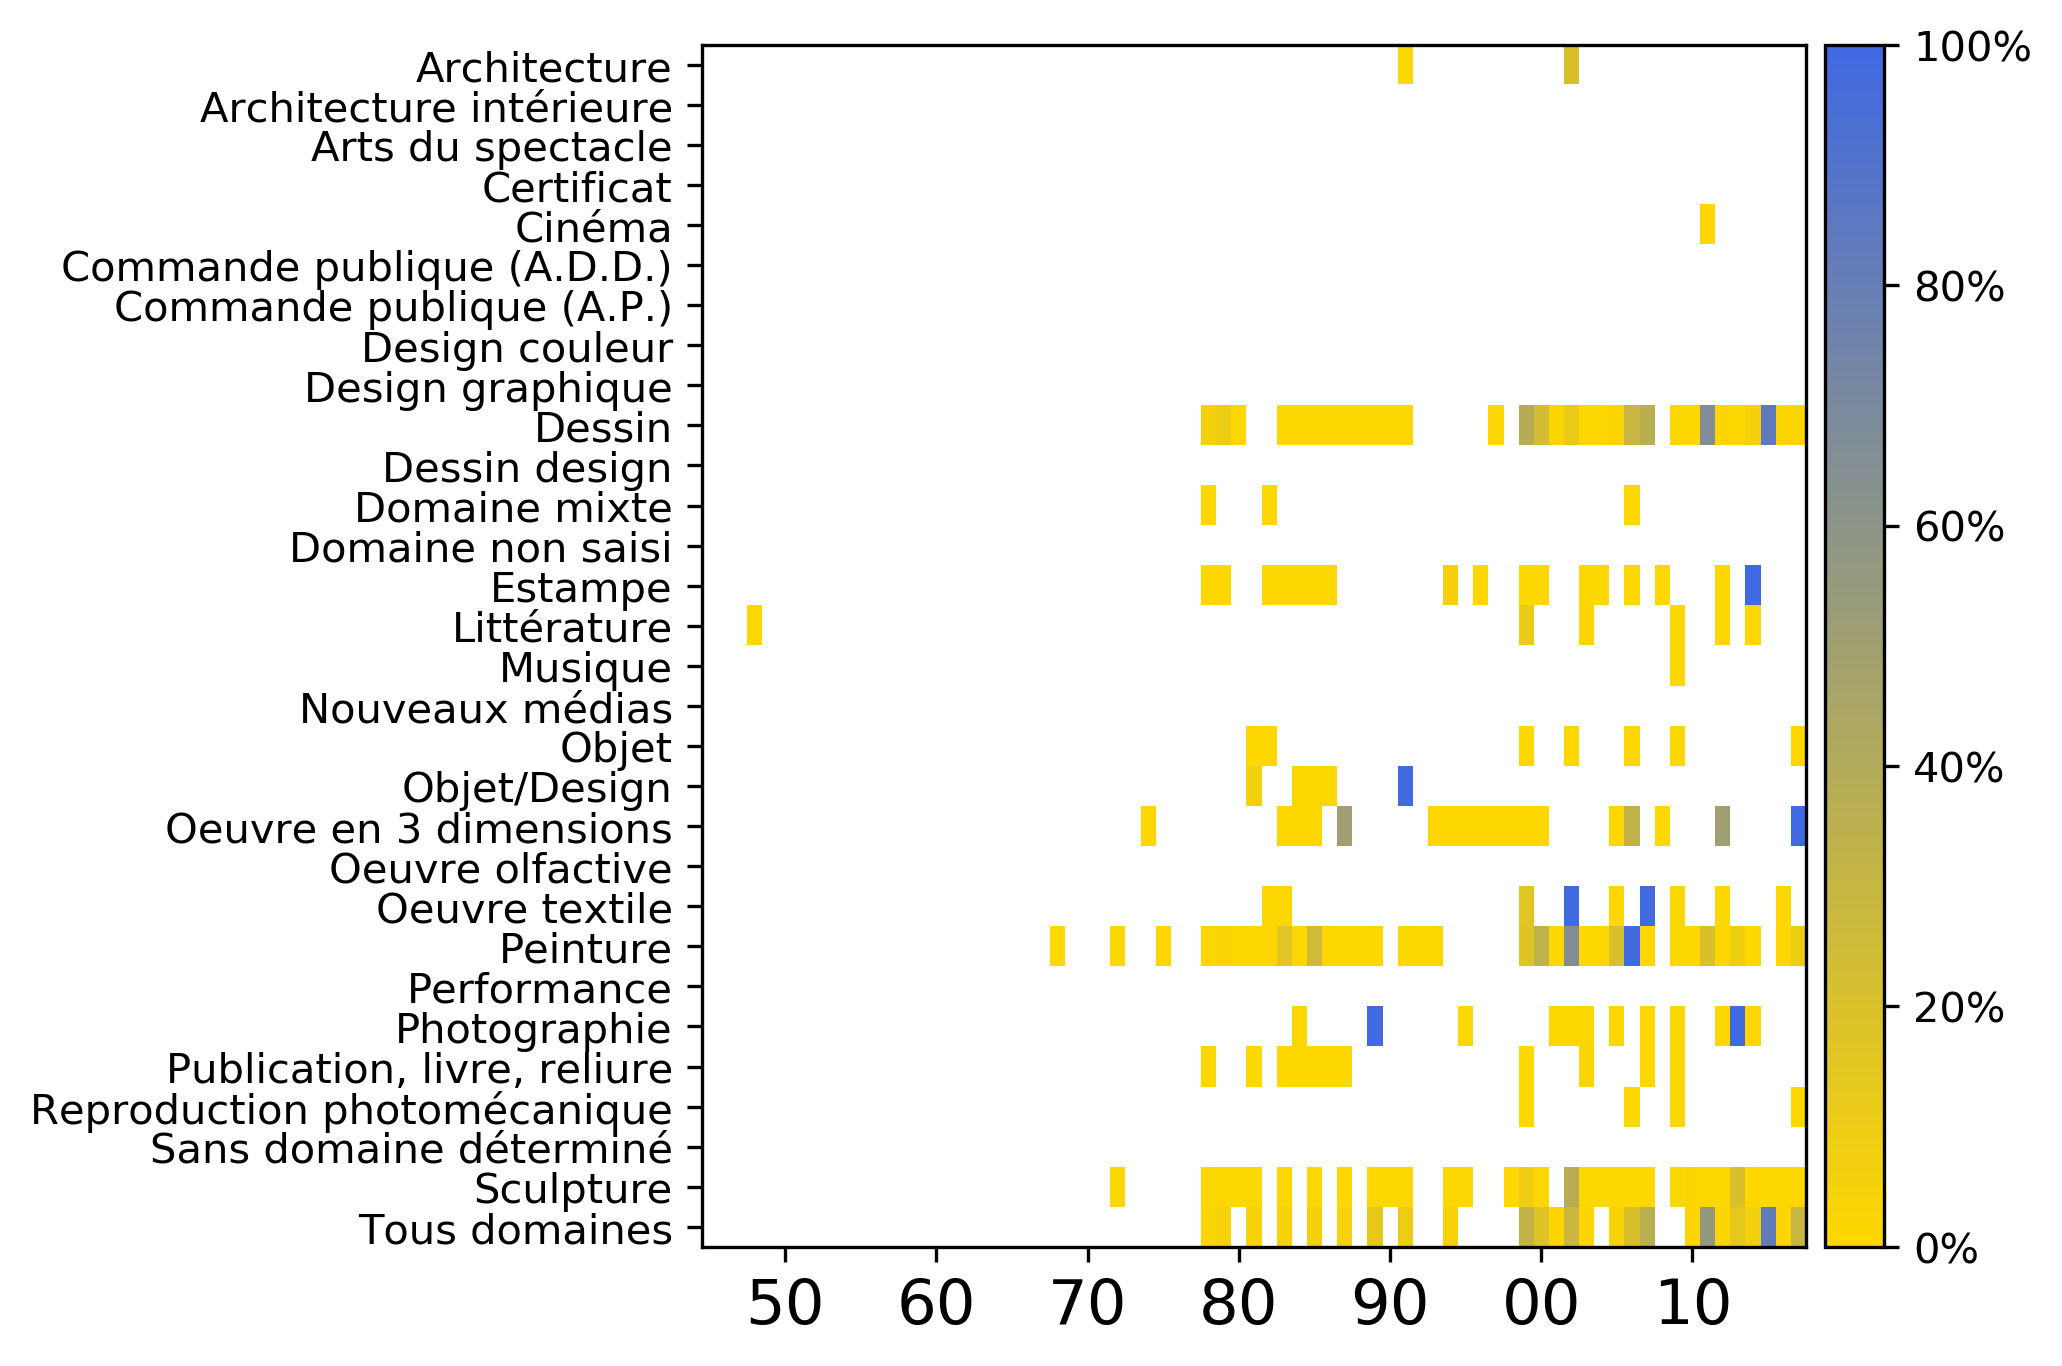 Architecture
Architecture intérieure
Arts du spectacle
Certificat
Cinéma
Commande publique (A.D.D.)
Commande publique (A.P.)
Design couleur
Design graphique
Dessin
Dessin design
Domaine mixte
Domaine non saisi
Estampe
Littérature
Musique
Nouveaux médias
Objet
Objet/Design
Oeuvre en 3 dimensions
Oeuvre olfactive
Oeuvre textile
Peinture
Performance
Photographie
Publication, livre, reliure
Reproduction photomécanique
Sans domaine déterminé
Sculpture
Tous domaines
50 60 70 80 90 00 10
100%
80%
60%
40%
20%
0%